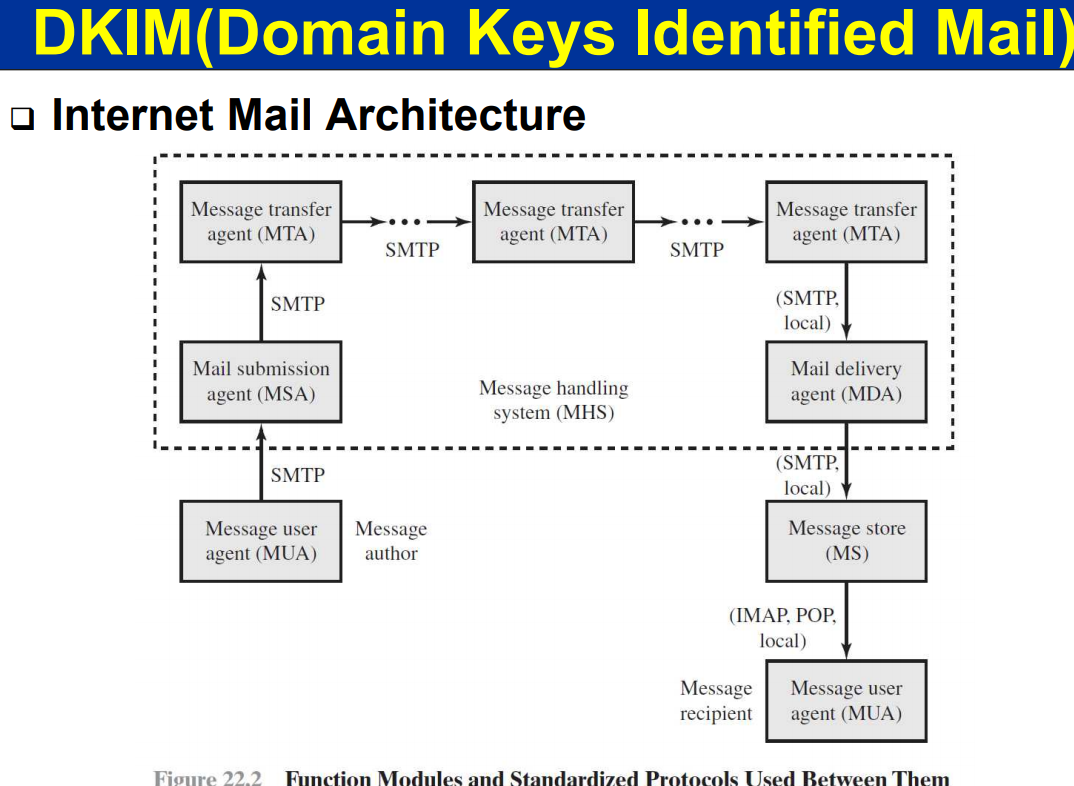 DKIM(Domain Keys Identified Mail)
Internet Mail Architecture
Message transfer
agent (MTA)
SMTP
Message transfer
agent (MTA)
SMTP
Message transfer
agent (MTA)
SMTP
(SMTP,
local)
Mail submission
agent (MSA)
Message handling
system (MHS)
Mail delivery
agent (MDA)
SMTP
(SMTP,
local)
Message user
agent (MUA)
Message
author
Message store
(MS)
(IMAP, POP,
local)
Message
recipient
Message user
agent (MUA)
Figure 22.2 Function Modules and Standardized Protocols Used Between Them